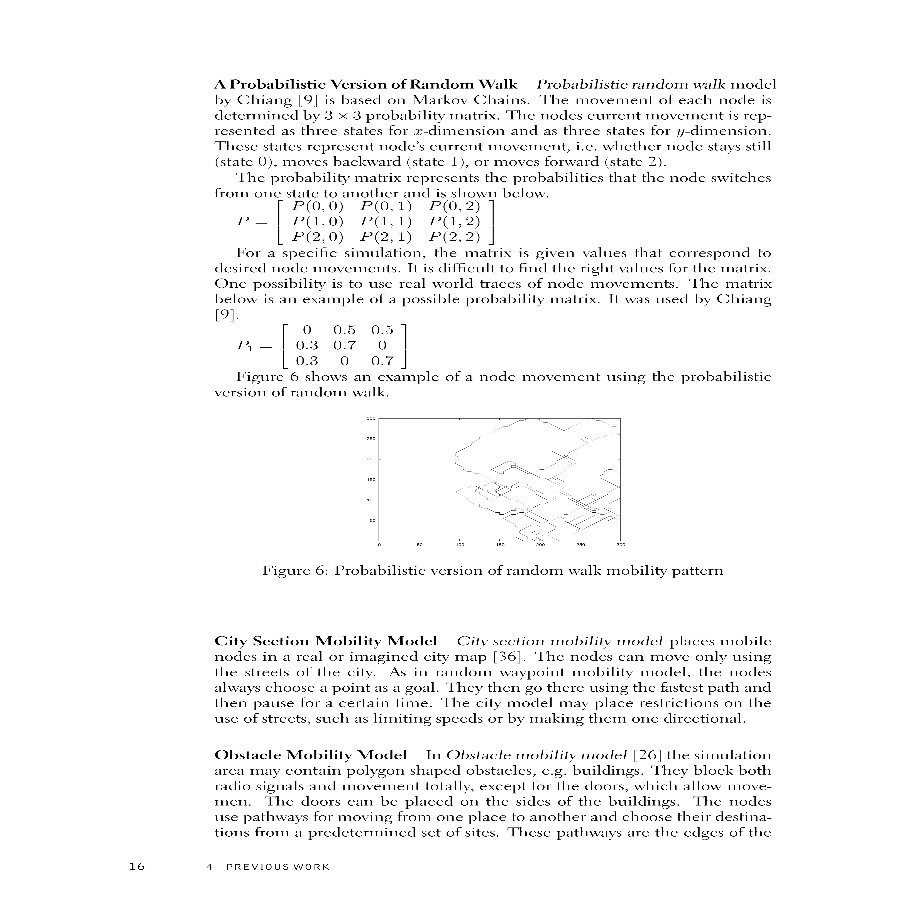 A Probabilistic Version of Random Walk Probabilistic random walk model
by Chiang [9] is based on Markov Chains. The movement of each node is
determined by 3 × 3 probability matrix. The nodes current movement is rep-
resented as three states for x-dimension and as three states for y-dimension.
These states represent node's current movement, i.e. whether node stays still
(state 0), moves backward (state 1), or moves forward (state 2).
The probability matrix represents the probabilities that the node switches
from one state to another and is shown below.
P(0, 0) P(0, 1) P(0, 2)
P = P(1, 0) P(1, 1) P(1, 2)
P(2, 0) P(2, 1) P(2, 2)
For a specific simulation, the matrix is given values that correspond to
desired node movements. It is difficult to find the right values for the matrix.
One possibility is to use real world traces of node movements. The matrix
below is an example of a possible probability matrix. It was used by Chiang
[9].
0 0.5 0.5
P1 = 0.3 0.7 0
0.3 0 0.7
Figure 6 shows an example of a node movement using the probabilistic
version of random walk.
300
250
150
50
0 50 100 150 200 250 300
Figure 6: Probabilistic version of random walk mobility pattern
City Section Mobility Model City section mobility model places mobile
nodes in a real or imagined city map [36]. The nodes can move only using
the streets of the city. As in random waypoint mobility model, the nodes
always choose a point as a goal. They then go there using the fastest path and
then pause for a certain time. The city model may place restrictions on the
use of streets, such as limiting speeds or by making them one directional.
Obstacle Mobility Model In Obstacle mobility model [26] the simulation
area may contain polygon shaped obstacles, e.g. buildings. They block both
radio signals and movement totally, except for the doors, which allow move-
men. The doors can be placed on the sides of the buildings. The nodes
use pathways for moving from one place to another and choose their destina-
tions from a predetermined set of sites. These pathways are the edges of the
16 4 PREVIOUS WORK